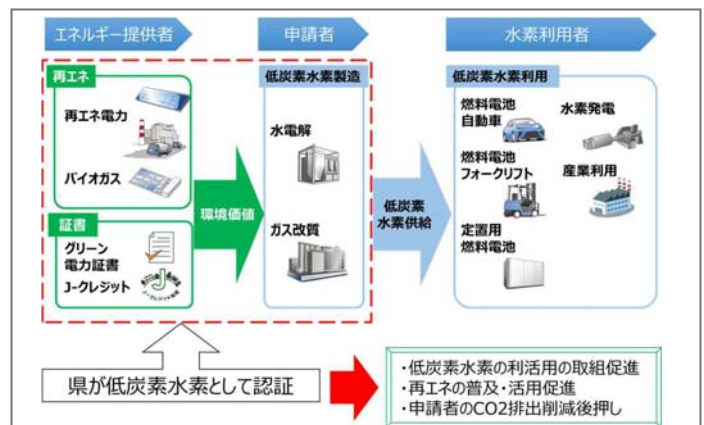 エネルギー提供者
申請者
水素利用者
再エネ
再エネ電力
バイオガス
証書
グリーン
電力証書
J-クレジット
環境価値
低炭素水素製造
水電解
ガス改質
低炭素
水素供給
低炭素水素利用
燃料電池
自動車
水素発電
燃料電池
フォークリフト
産業利用
定置用
燃料電池
県が低炭素水素として認証
・低炭素水素の利活用の取組促進
・再エネの普及・活用促進
・申請者のCO2排出削減後押し